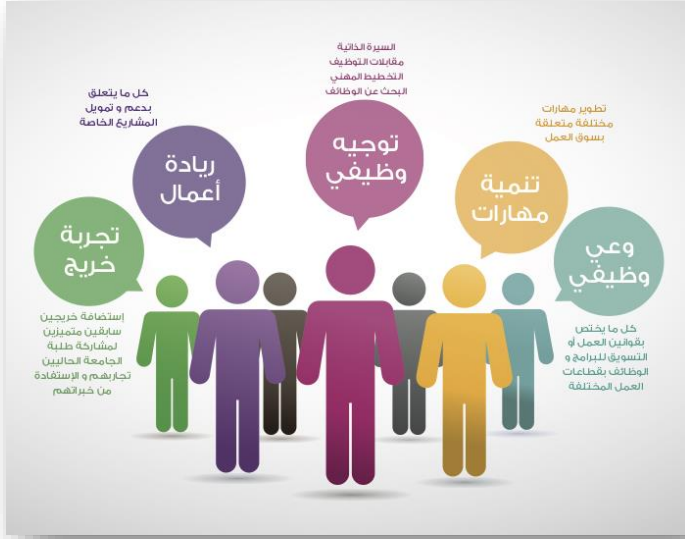 السيرة الذاتية
مقابلات التوظيف
التخطيط المهني
البحث عن الوظائف
توجيه
وظيفي
تطوير مهارات
مختلفة متعلقة
بسوق العمل
تنمية
مهارات
وعي
وظيفي
كل ما يختص
بقوانين العمل أو
التسويق للبرامج و
الوظائف بقطاعات
العمل المختلفة
كل ما يتعلق
بدعم و تمويل
المشاريع الخاصة
ريادة
أعمال
تجربة
خريج
إستضافة خريجين
سابقين متميزين
لمشاركة طلبة
الجامعة الحاليين
تجاربهم و الإستفادة
من خبراتهم